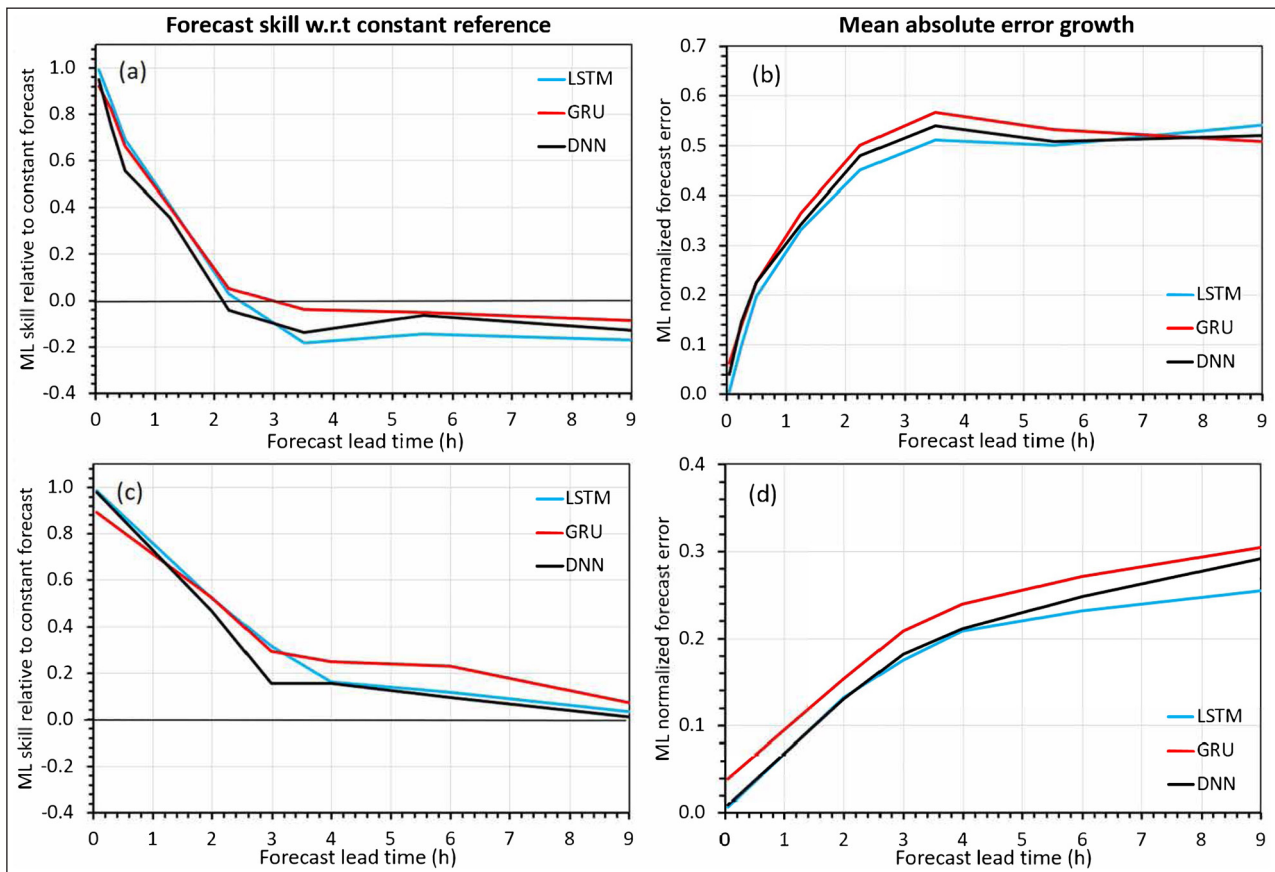 Forecast skill w.r.t constant reference
Mean absolute error growth
(a)
ML skill relative to constant forecast
1.0
0.8
0.6
0.4
0.2
0.0
-0.2
-0.4
LSTM
GRU
DNN
0 1 2 3 4 5 6 7 8 9
Forecast lead time (h)
(b)
ML normalized forecast error
0.7
0.6
0.5
0.4
0.3
0.2
0.1
0.0
LSTM
GRU
DNN
0 1 2 3 4 5 6 7 8 9
Forecast lead time (h)
(c)
ML skill relative to constant forecast
1.0
0.8
0.6
0.4
0.2
0.0
-0.2
-0.4
LSTM
GRU
DNN
0 1 2 3 4 5 6 7 8 9
Forecast lead time (h)
(d)
ML normalized forecast error
0.4
0.3
0.2
0.1
0.0
LSTM
GRU
DNN
0 1 2 3 4 5 6 7 8 9
Forecast lead time (h)